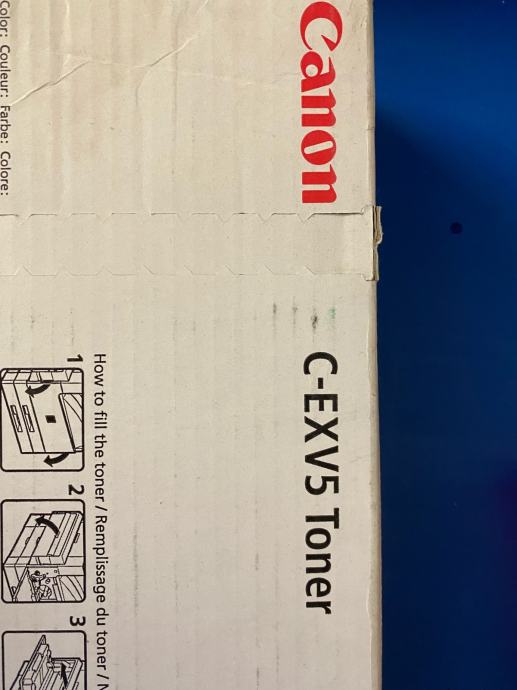 Canon
C-EXV5 Toner
Color: Couleur: Farbe: Colore:
How to fill the toner / Remplissage du toner /
1
2
3